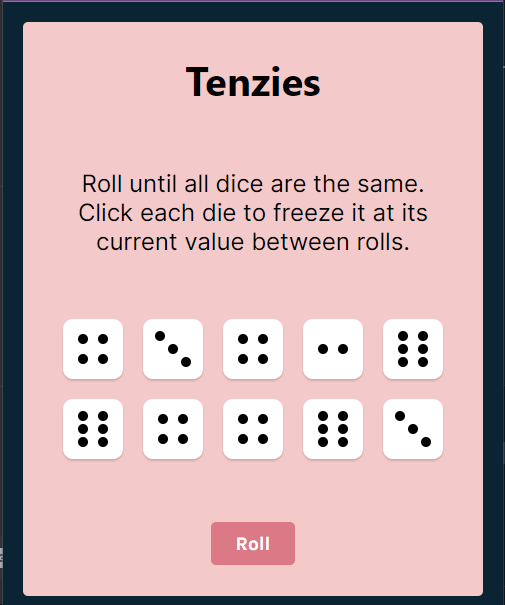 Tenzies
Roll until all dice are the same.
Click each die to freeze it at its
current value between rolls.
Roll